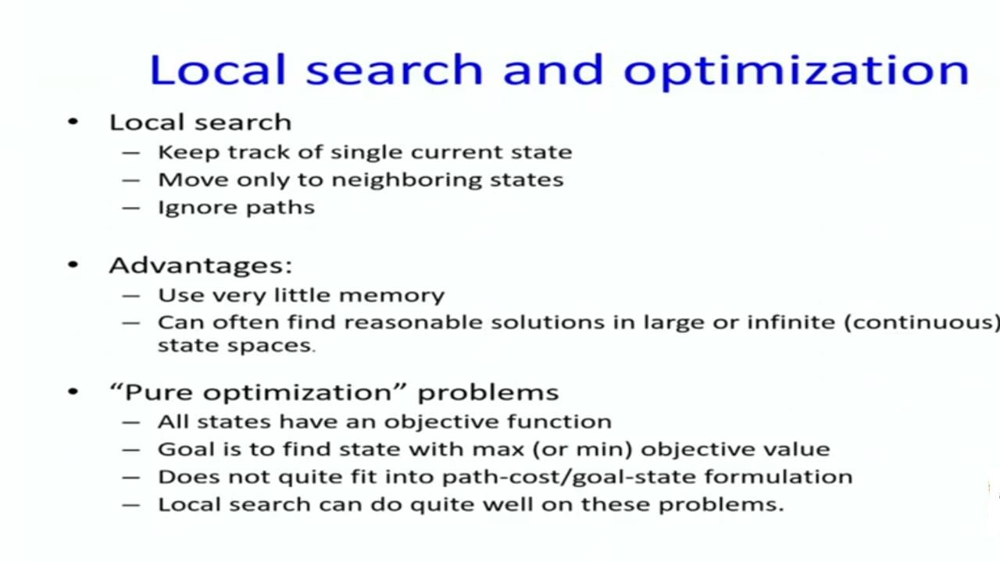 Local search and optimization
• Local search
– Keep track of single current state
– Move only to neighboring states
– Ignore paths
• Advantages:
– Use very little memory
– Can often find reasonable solutions in large or infinite (continuous)
state spaces.
• “Pure optimization” problems
– All states have an objective function
– Goal is to find state with max (or min) objective value
– Does not quite fit into path-cost/goal-state formulation
– Local search can do quite well on these problems.